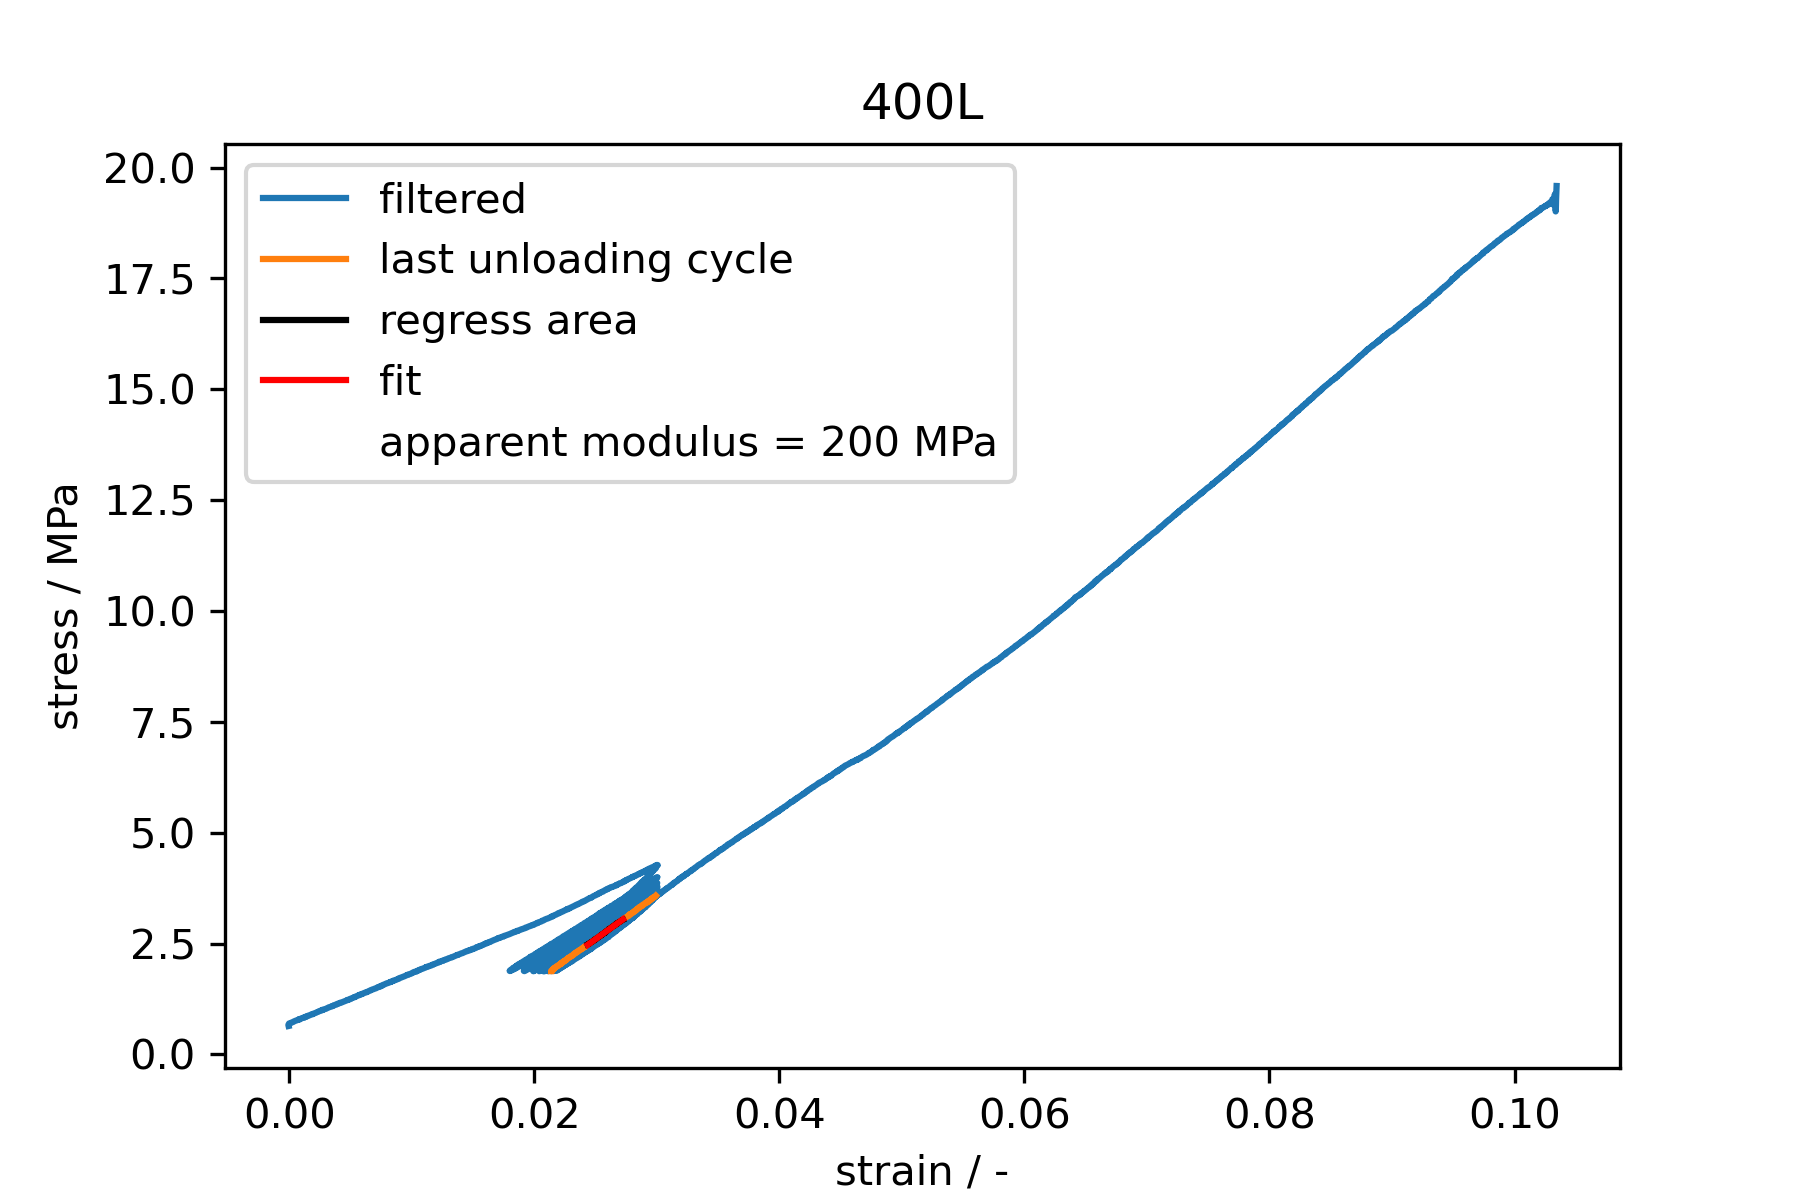 400L
20.0
17.5
15.0
12.5
10.0
7.5
5.0
2.5
0.0
stress / MPa
filtered
last unloading cycle
regress area
fit
apparent modulus = 200 MPa
0.00 0.02 0.04 0.06 0.08 0.10
strain / -